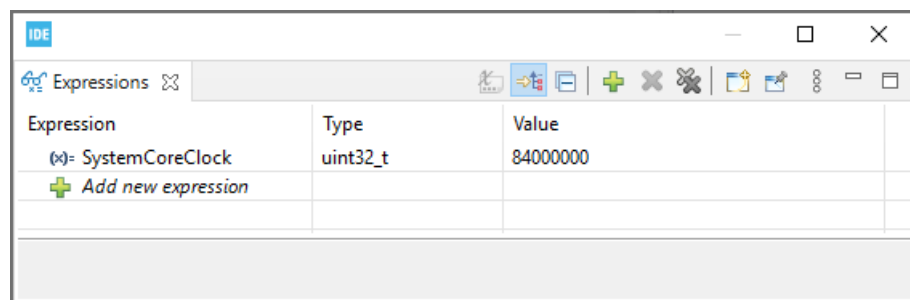 IDE
Expressions
Expression Type Value
(x)= SystemCoreClock uint32_t 84000000
Add new expression